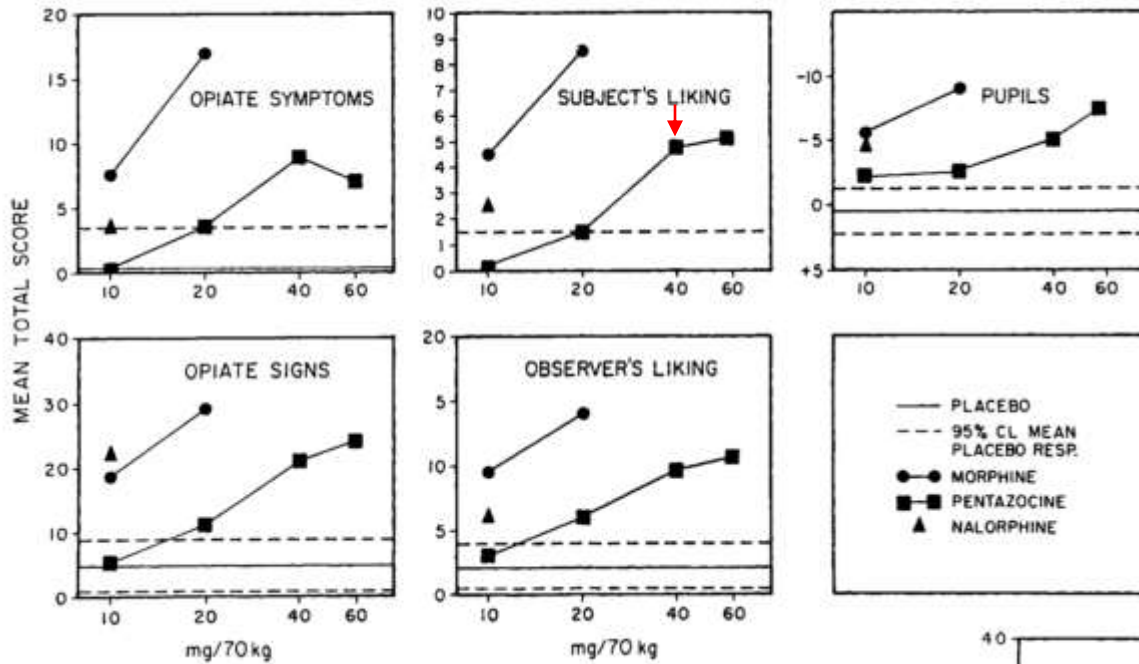 MEAN TOTAL SCORE
20
15
10
5
0
OPIATE SYMPTOMS
10 20 40 60
10
9
8
7
6
5
4
3
2
1
0
SUBJECT'S LIKING
10 20 40 60
-10
-5
0
+5
PUPILS
10 20 40 60
40
30
20
10
0
OPIATE SIGNS
10 20 40 60
mg/70 kg
20
5
10
5
0
OBSERVER'S LIKING
10 20 40 60
mg/70 kg
PLACEBO
95% CL MEAN
PLACEBO RESP.
MORPHINE
PENTAZOCINE
NALORPHINE
40